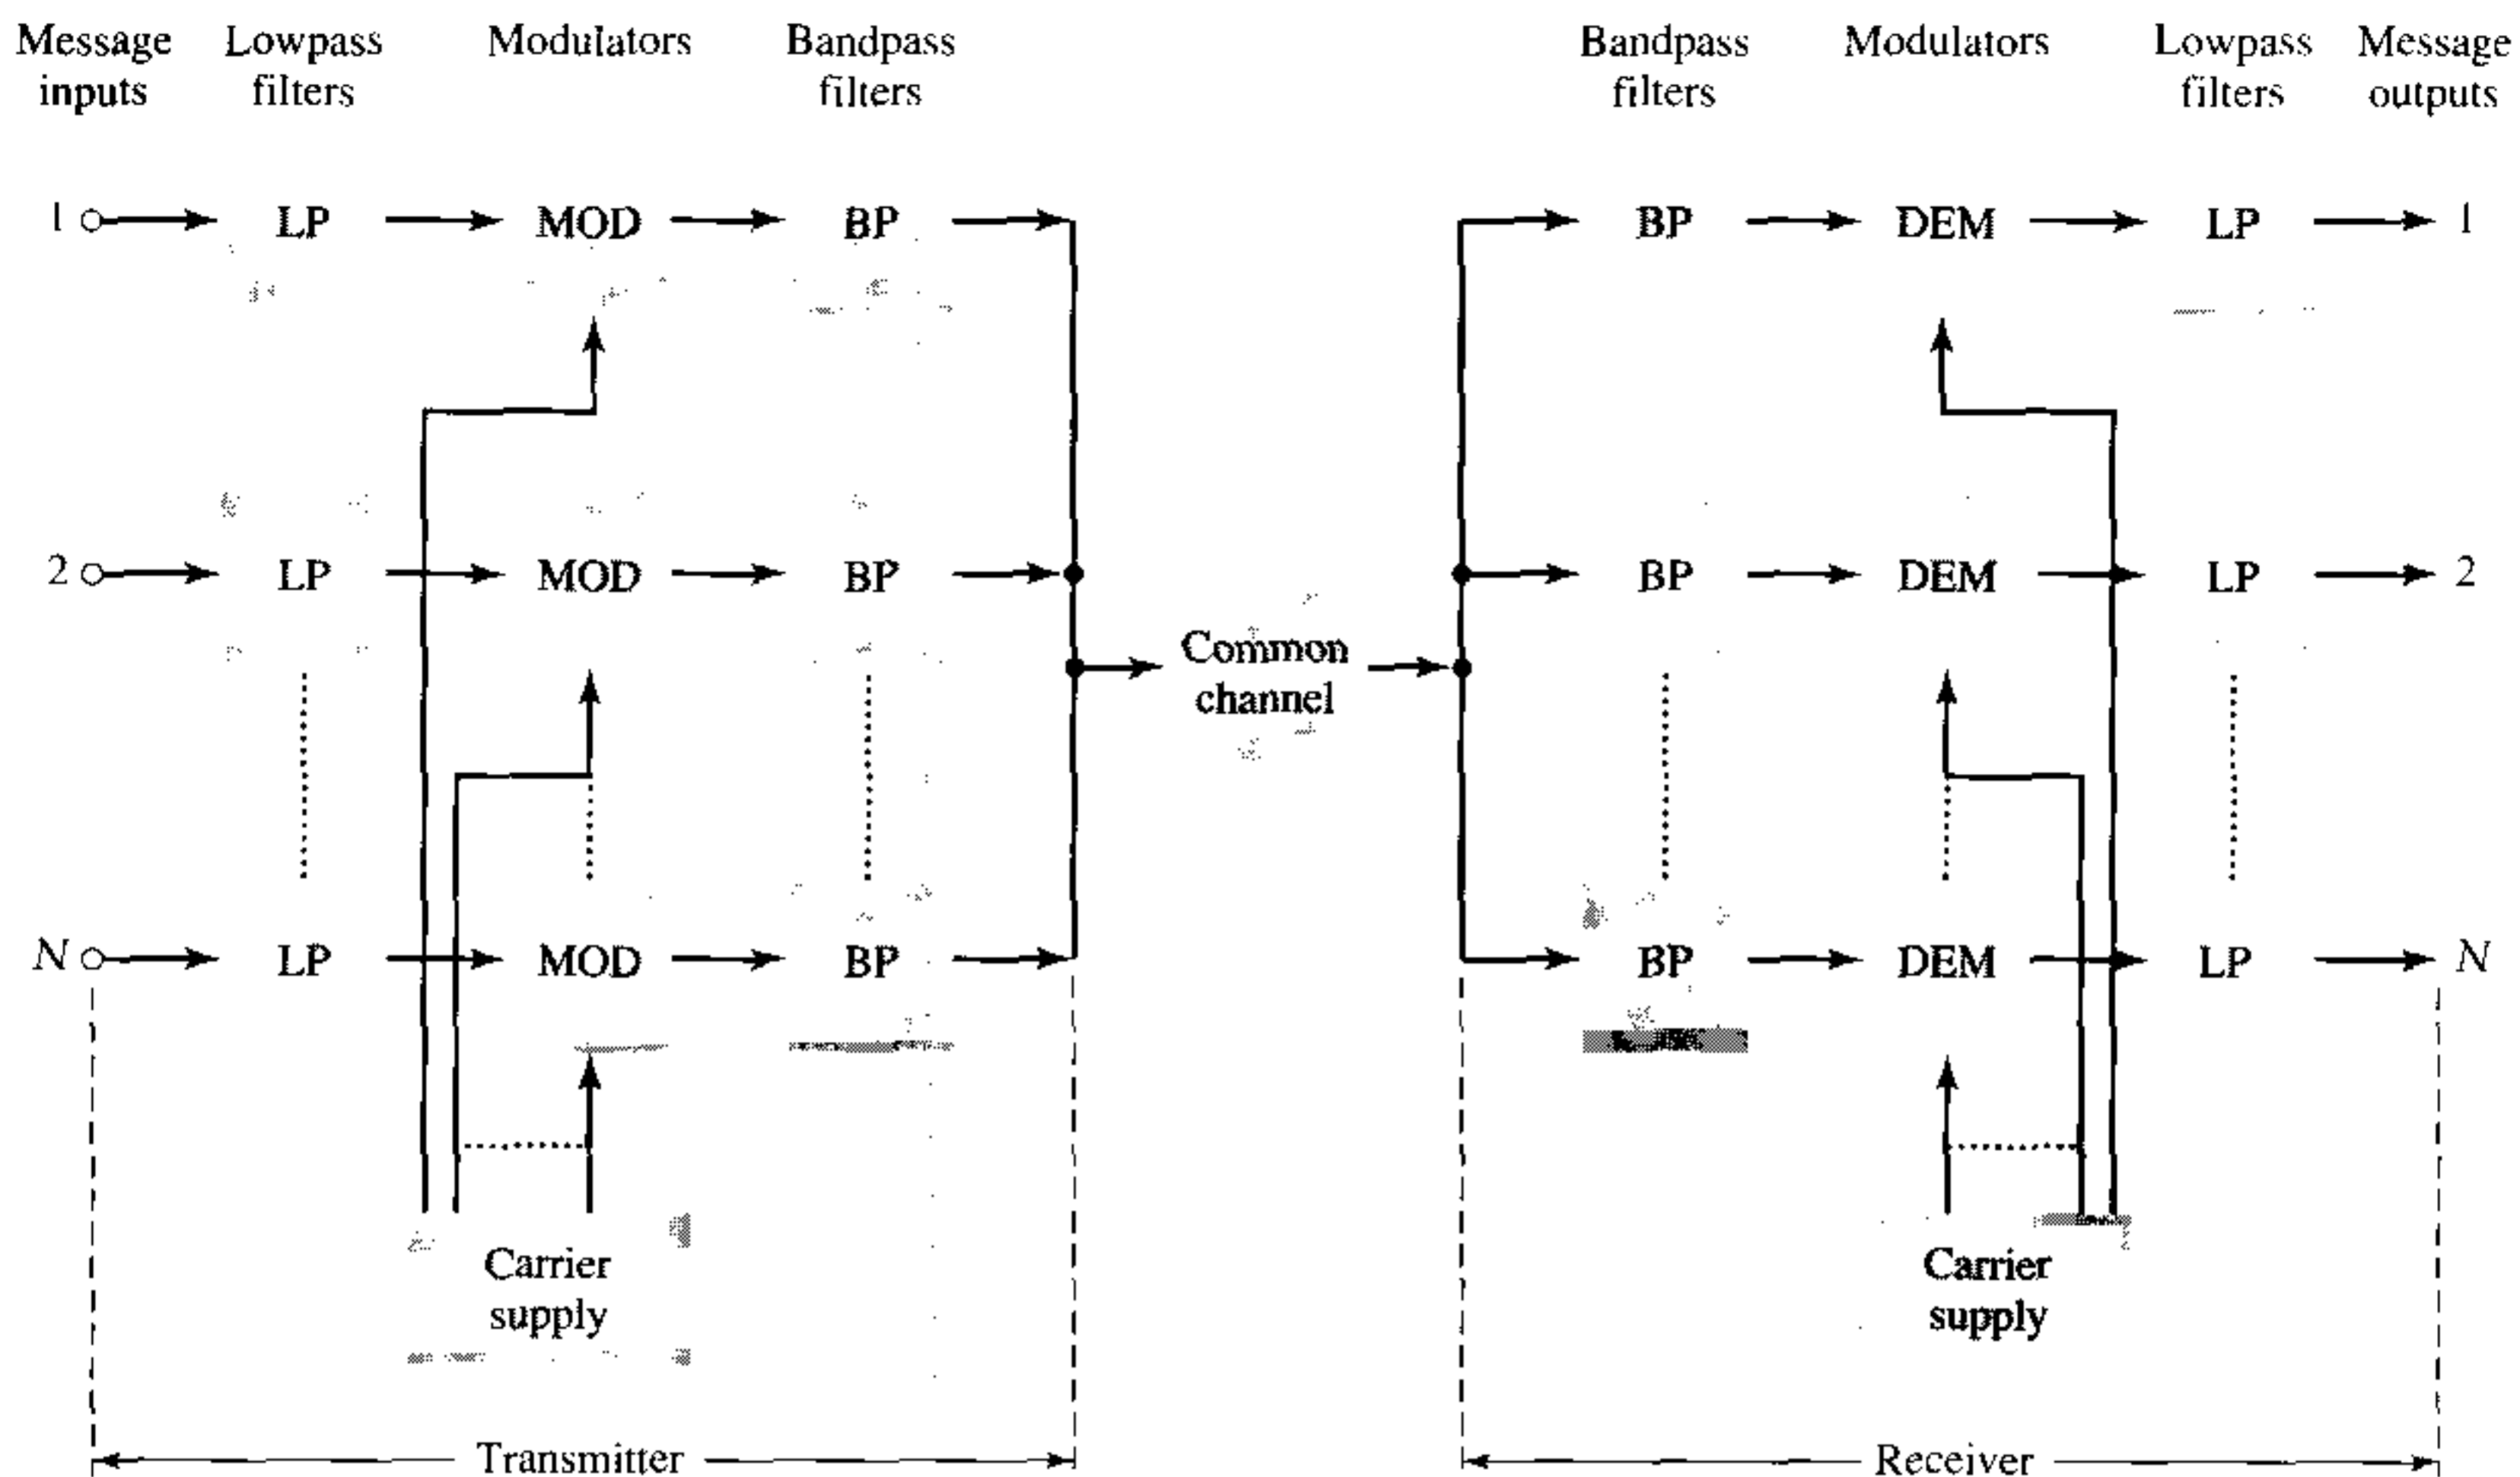 Message inputs
Lowpass filters
Modulators
Bandpass filters
Bandpass filters
Modulators
Lowpass filters
Message outputs
1 LP MOD BP BP DEM LP 1
2 LP MOD BP BP DEM LP 2
Common channel
N LP MOD BP BP DEM LP N
Carrier supply
Carrier supply
Transmitter
Receiver